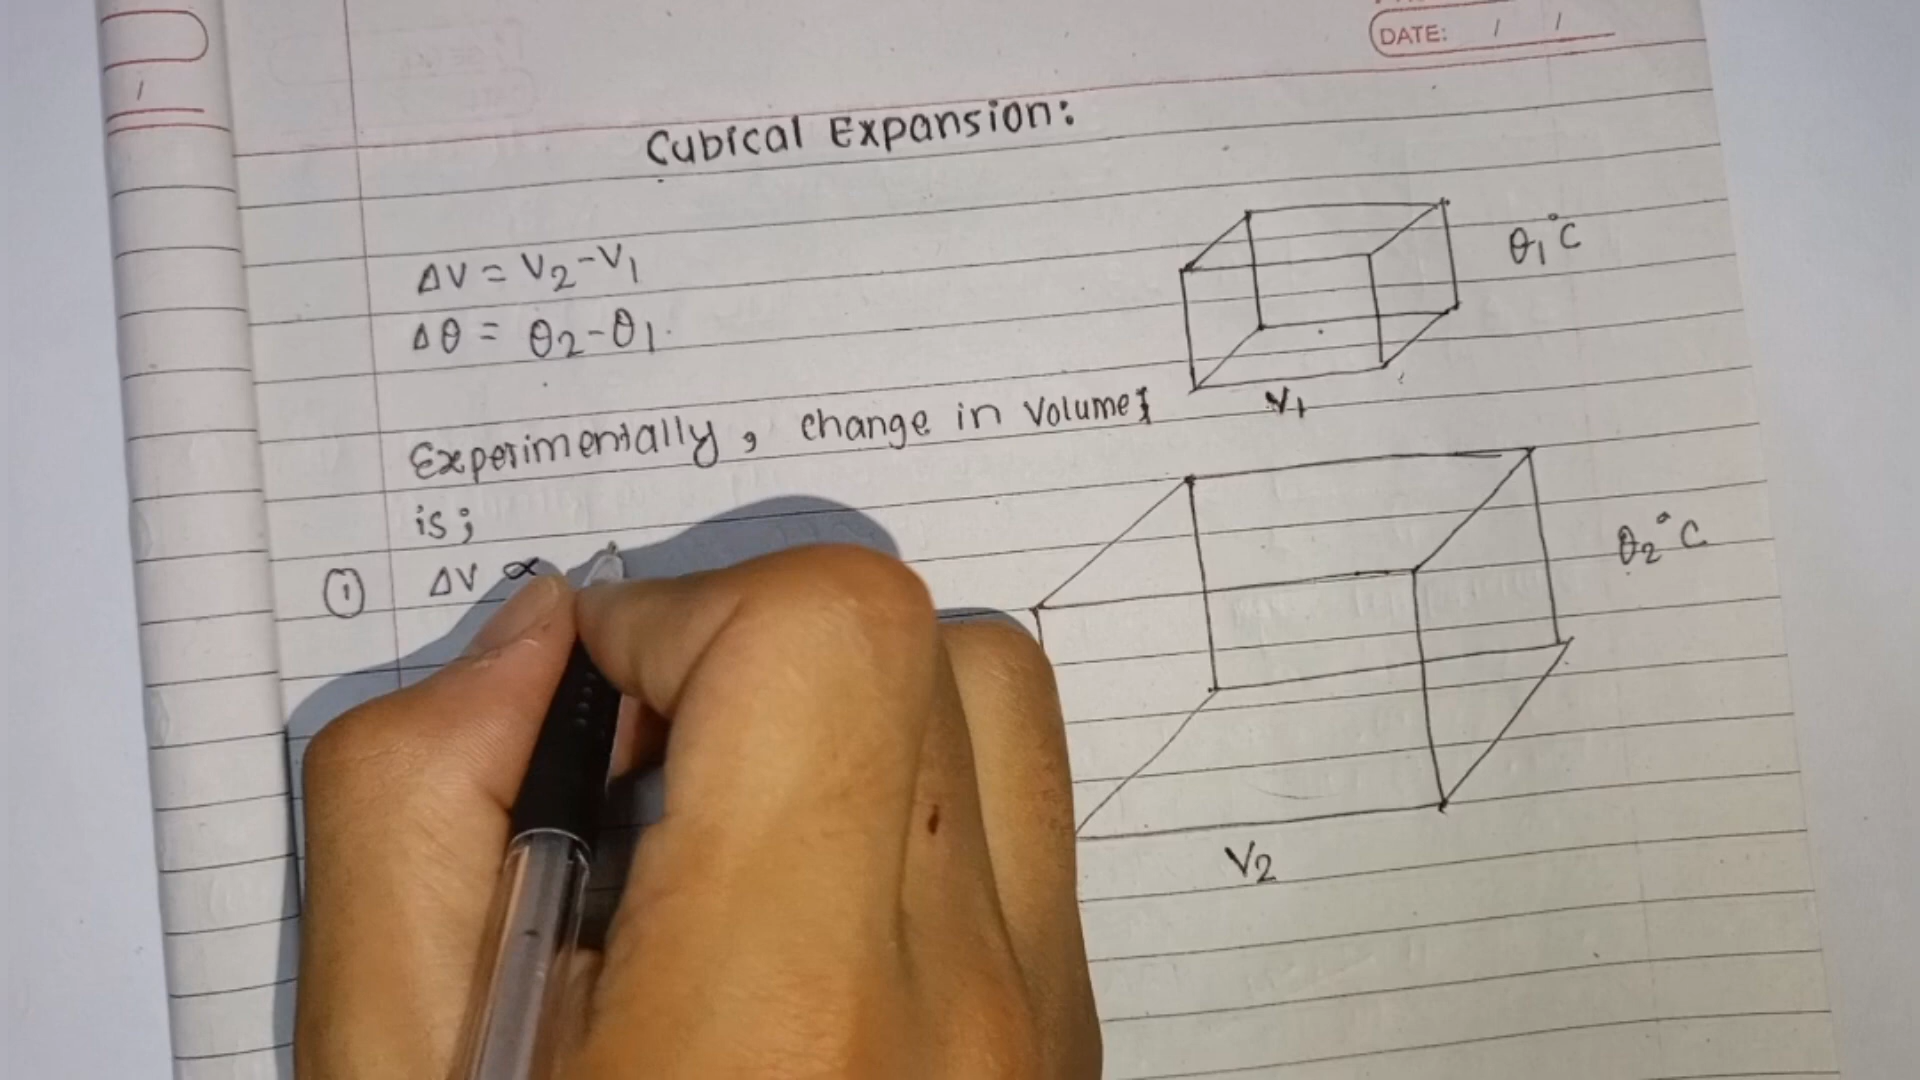 DATE: / /
/
Cubical Expansion:
ΔV = V₂-V₁
Δθ = θ₂-θ₁.
θ₁°C
V₁
Experimentally, change in Volume
is;
① ΔV ∝
θ₂°C
V₂